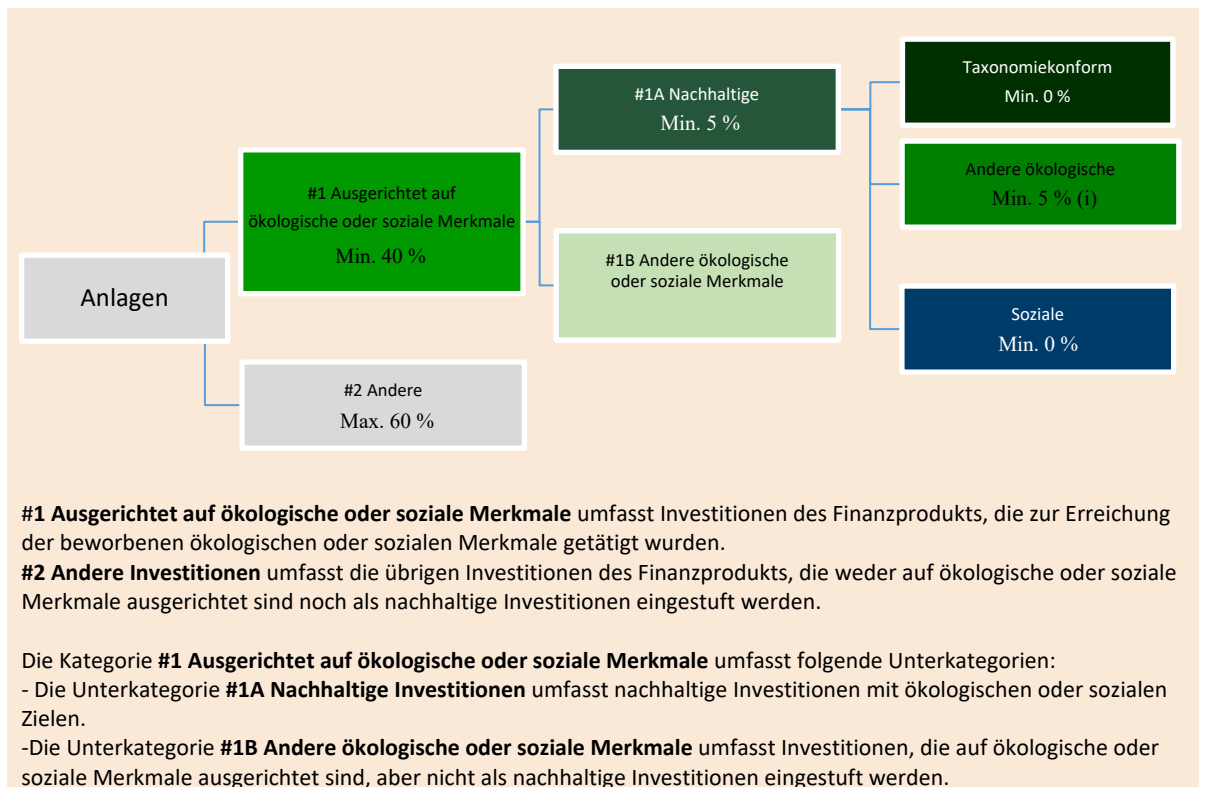 Anlagen
#1 Ausgerichtet auf
ökologische oder soziale Merkmale
Min. 40 %
#2 Andere
Max. 60 %
#1A Nachhaltige
Min. 5 %
#1B Andere ökologische
oder soziale Merkmale
Taxonomiekonform
Min. 0 %
Andere ökologische
Min. 5 % (i)
Soziale
Min. 0 %
#1 Ausgerichtet auf ökologische oder soziale Merkmale umfasst Investitionen des Finanzprodukts, die zur Erreichung
der beworbenen ökologischen oder sozialen Merkmale getätigt wurden.
#2 Andere Investitionen umfasst die übrigen Investitionen des Finanzprodukts, die weder auf ökologische oder soziale
Merkmale ausgerichtet sind noch als nachhaltige Investitionen eingestuft werden.
Die Kategorie #1 Ausgerichtet auf ökologische oder soziale Merkmale umfasst folgende Unterkategorien:
- Die Unterkategorie #1A Nachhaltige Investitionen umfasst nachhaltige Investitionen mit ökologischen oder sozialen
Zielen.
-Die Unterkategorie #1B Andere ökologische oder soziale Merkmale umfasst Investitionen, die auf ökologische oder
soziale Merkmale ausgerichtet sind, aber nicht als nachhaltige Investitionen eingestuft werden.